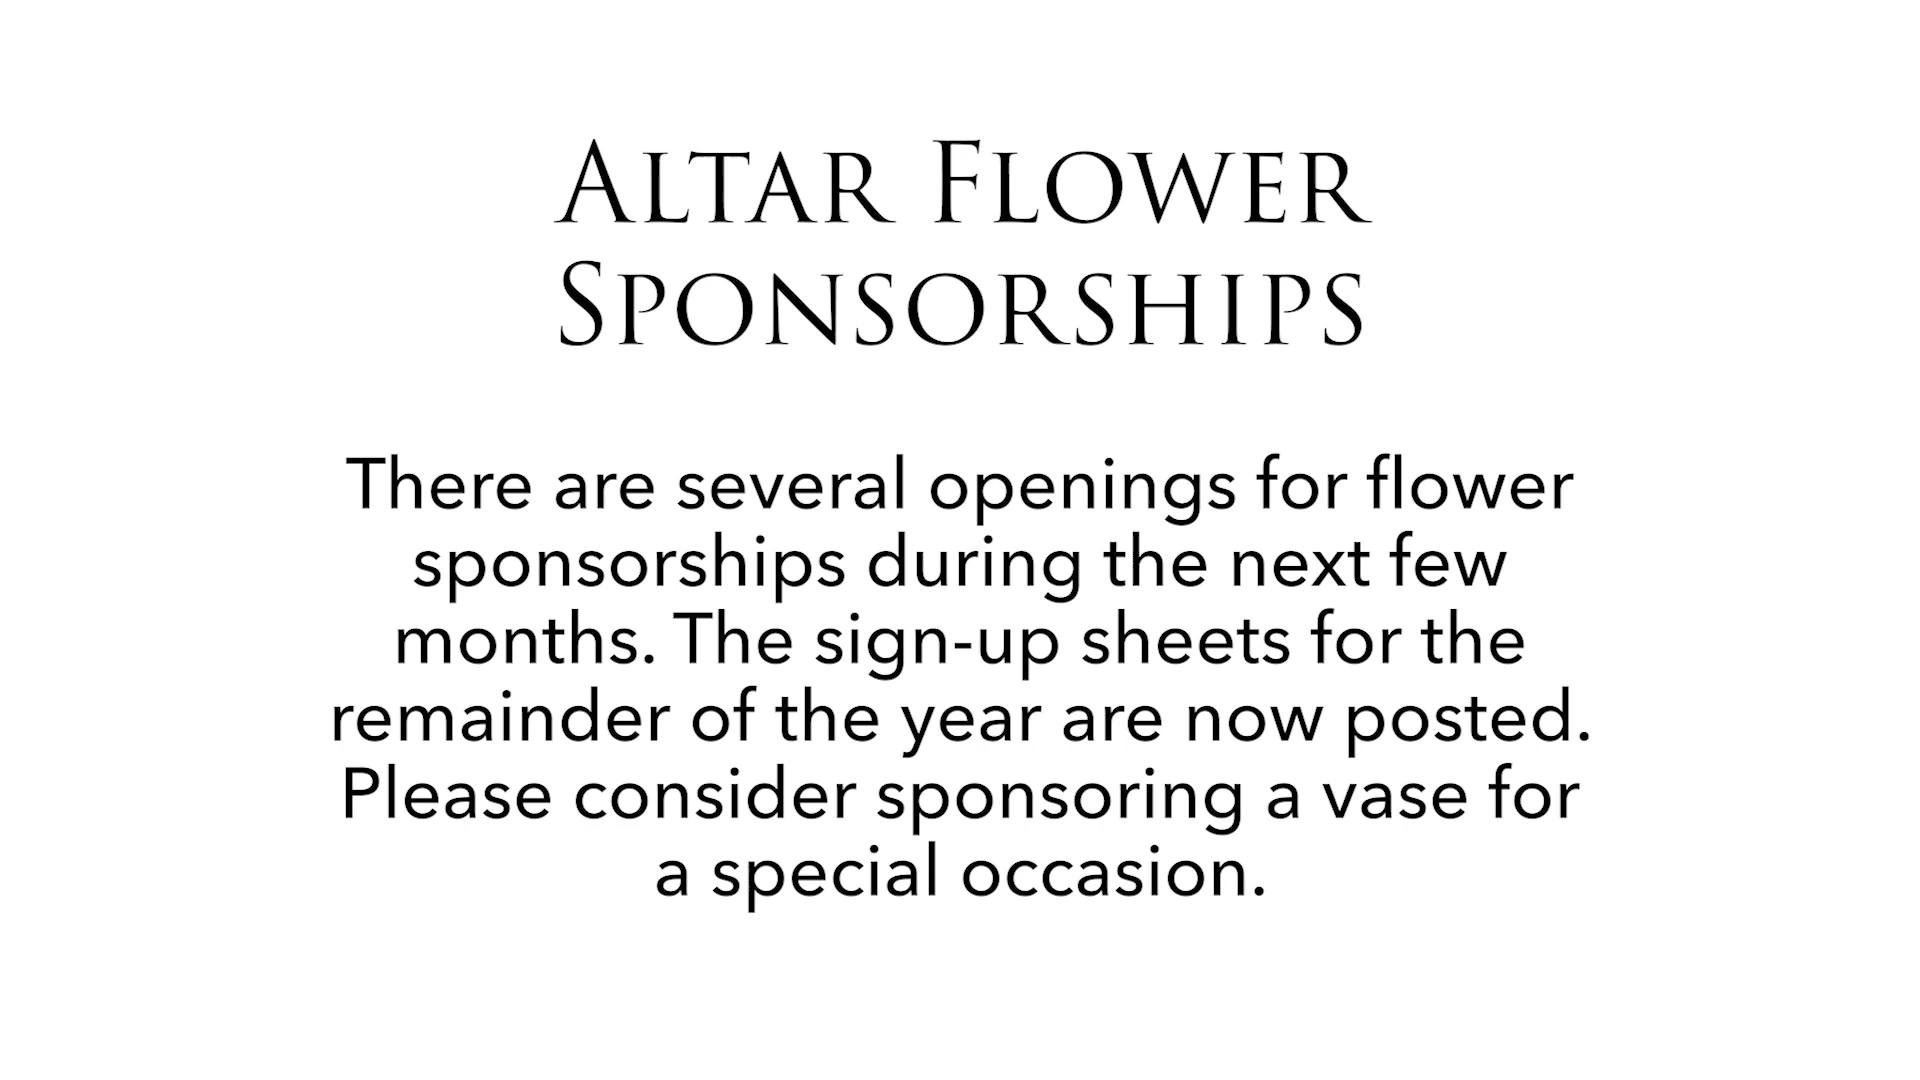 Altar Flower
Sponsorships
There are several openings for flower
sponsorships during the next few
months. The sign-up sheets for the
remainder of the year are now posted.
Please consider sponsoring a vase for
a special occasion.